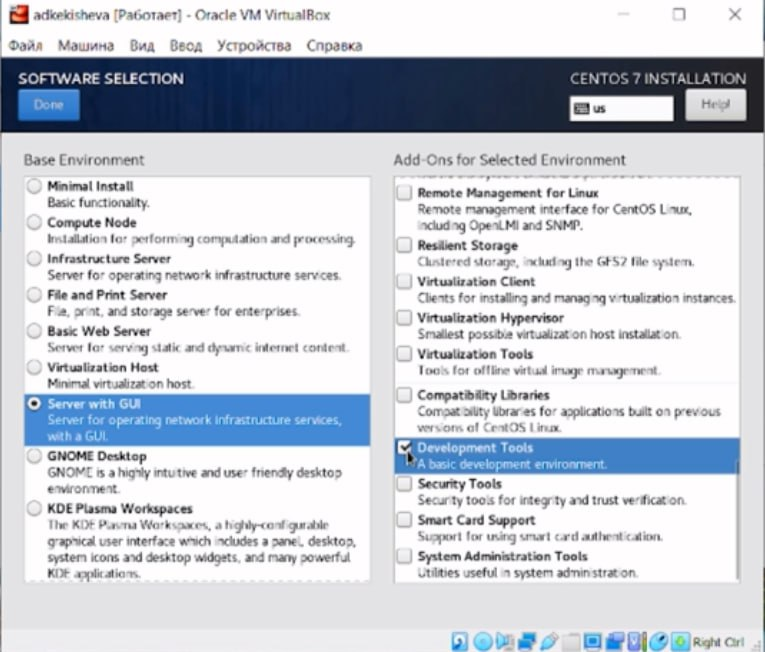 adkekisheva [Работает] - Oracle VM VirtualBox
Файл Машина Вид Ввод Устройства Справка
SOFTWARE SELECTION
CENTOS 7 INSTALLATION
Done
us
Help!
Base Environment
Minimal Install
Basic functionality.
Compute Node
Installation for performing computation and processing.
Infrastructure Server
Server for operating network infrastructure services.
File and Print Server
File, print, and storage server for enterprises.
Basic Web Server
Server for serving static and dynamic internet content.
Virtualization Host
Minimal virtualization host.
Server with GUI
Server for operating network infrastructure services,
with a GUI.
GNOME Desktop
GNOME is a highly intuitive and user friendly desktop
environment.
KDE Plasma Workspaces
The KDE Plasma Workspaces, a highly-configurable
graphical user interface which includes a panel, desktop,
system icons and desktop widgets, and many powerful
KDE applications.
Add-Ons for Selected Environment
Remote Management for Linux
Remote management interface for CentOS Linux,
including OpenLMI and SNMP.
Resilient Storage
Clustered storage, including the GFS2 file system.
Virtualization Client
Clients for installing and managing virtualization instances.
Virtualization Hypervisor
Smallest possible virtualization host installation.
Virtualization Tools
Tools for offline virtual image management.
Compatibility Libraries
Compatibility libraries for applications built on previous
versions of CentOS Linux.
Development Tools
A basic development environment.
Security Tools
Security tools for integrity and trust verification.
Smart Card Support
Support for using smart card authentication.
System Administration Tools
Utilities useful in system administration.
Right Ctrl